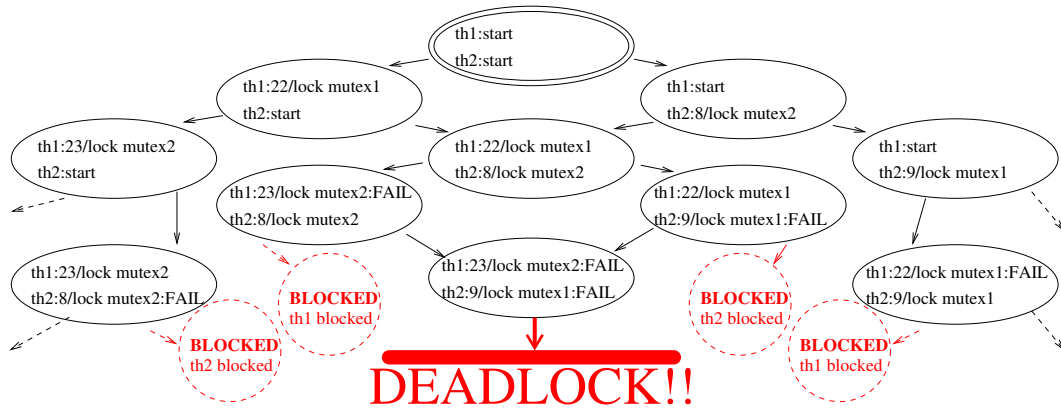 th1:start
th2:start
th1:22/lock mutex1
th2:start
th1:start
th2:8/lock mutex2
th1:23/lock mutex2
th2:start
th1:22/lock mutex1
th2:8/lock mutex2
th1:start
th2:9/lock mutex1
th1:23/lock mutex2:FAIL
th2:8/lock mutex2
th1:22/lock mutex1
th2:9/lock mutex1:FAIL
th1:23/lock mutex2
th2:8/lock mutex2:FAIL
th1:23/lock mutex2:FAIL
th2:9/lock mutex1:FAIL
th1:22/lock mutex1:FAIL
th2:9/lock mutex1
BLOCKED
th1 blocked
BLOCKED
th2 blocked
BLOCKED
th2 blocked
BLOCKED
th1 blocked
DEADLOCK!!